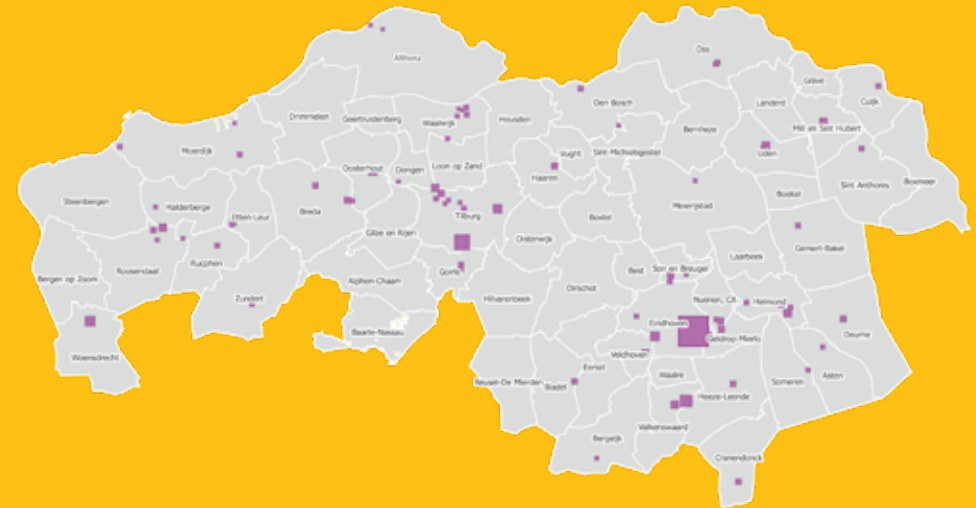 Altena
Oss
Grave
Cuijk
Landerd
Den Bosch
Drimmelen
Geertruidenberg
Waalwijk
Heusden
Bernheze
Mill en Sint Hubert
Moerdijk
Vught
Sint-Michielsgestel
Uden
Oosterhout
Dongen
Loon op Zand
Haaren
Sint Anthonis
Boxmeer
Boekel
Steenbergen
Halderberge
Etten-Leur
Breda
Tilburg
Boxtel
Meierijstad
Gilze en Rijen
Oisterwijk
Gemert-Bakel
Laarbeek
Bergen op Zoom
Roosendaal
Rucphen
Goirle
Best
Son en Breugel
Alphen-Chaam
Oirschot
Zundert
Hilvarenbeek
Nuenen, CA.
Helmond
Eindhoven
Baarle-Nassau
Geldrop-Mierlo
Deurne
Woensdrecht
Veldhoven
Eersel
Waalre
Asten
Reusel-De Mierden
Bladel
Someren
Heeze-Leende
Valkenswaard
Bergeijk
Cranendonck